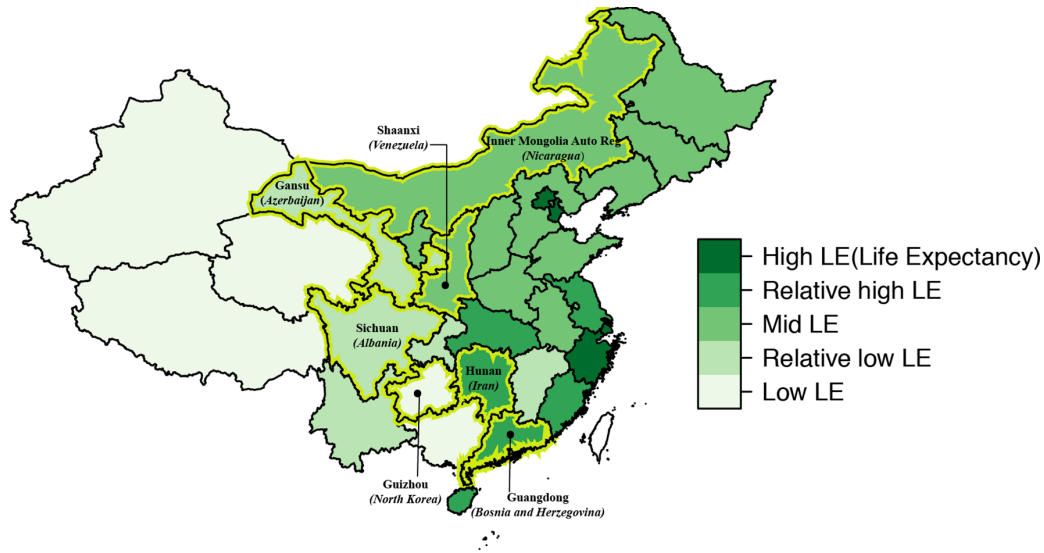 Shaanxi
(Venezuela)
Inner Mongolia Auto Reg
(Nicaragua)
Gansu
(Azerbaijan)
Sichuan
(Albania)
Hunan
(Iran)
Guizhou
(North Korea)
Guangdong
(Bosnia and Herzegovina)
High LE(Life Expectancy)
Relative high LE
Mid LE
Relative low LE
Low LE